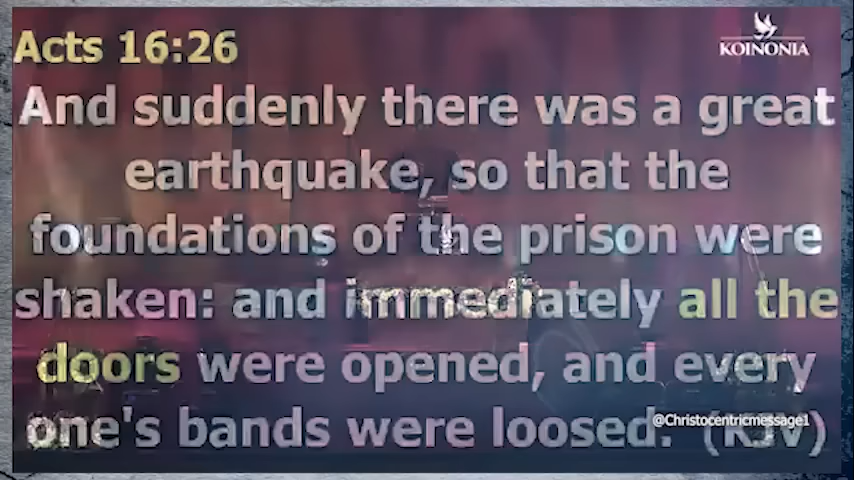 Acts 16:26
KOINONIA
And suddenly there was a great
earthquake, so that the
foundations of the prison were
shaken: and immediately all the
doors were opened, and every
one's bands were loosed. (KJV)
@Christocentricmessage1